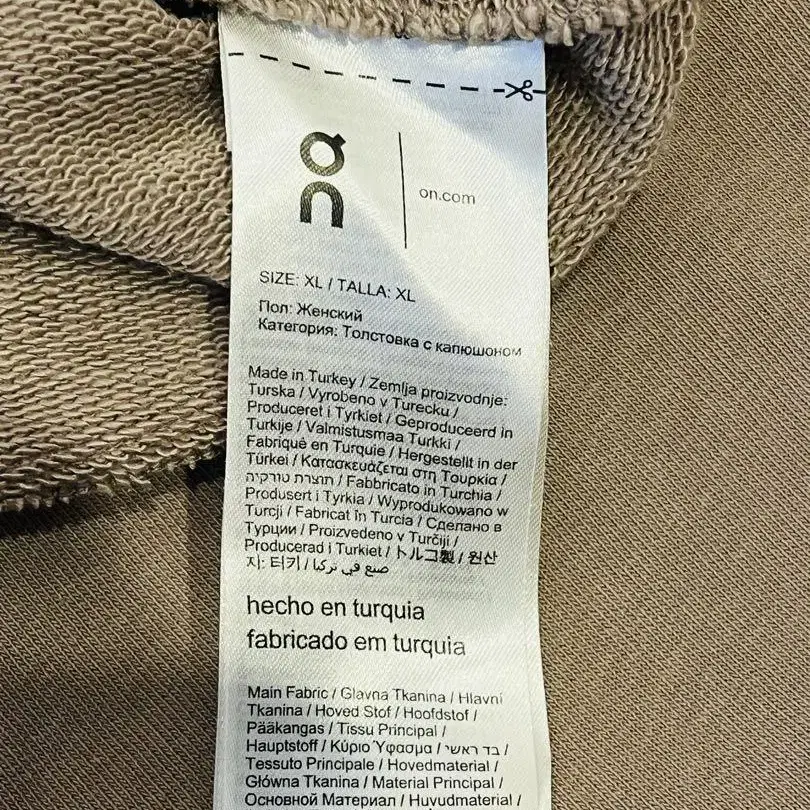 on
on.com
SIZE: XL / TALLA: XL
Пол: Женский
Категория: Толстовка с капюшоном
Made in Turkey / Zemlja proizvodnje:
Turska / Vyrobeno v Turecku /
Produceret i Tyrkiet / Geproduceerd in
Turkije / Valmistusmaa Turkki /
Fabriqué en Turquie / Hergestellt in der
Türkei / Κατασκευάζεται στη Τουρκία /
תוצרת טורקיה / Fabbricato in Turchia /
Produsert i Tyrkia / Wyprodukowano w
Turcji / Fabricat în Turcia / Сделано в
Турции / Proizvedeno v Turčiji /
Producerad i Turkiet / トルコ製 / 원산
지: 터키 / صنع في تركيا
hecho en turquia
fabricado em turquia
Main Fabric / Glavna Tkanina / Hlavní
Tkanina / Hoved Stof / Hoofdstof /
Pääkangas / Tissu Principal /
Hauptstoff / Κύριο Ύφασμα / בד ראשי /
Tessuto Principale / Hovedmaterial /
Główna Tkanina / Material Principal /
Основной Материал / Huvudmaterial /